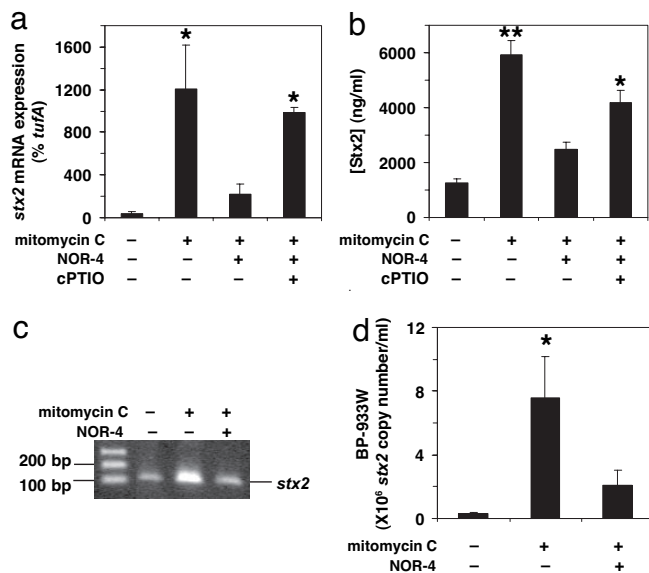 a
stx2 mRNA expression
(% tufA)
1600
1200
800
400
0
*
*
mitomycin C – + + +
NOR-4 – – + +
cPTIO – – – +
b
[Stx2] (ng/ml)
6000
4000
2000
0
**
*
mitomycin C – + + +
NOR-4 – – + +
cPTIO – – – +
c
mitomycin C – + +
NOR-4 – – +
200 bp
100 bp
stx2
d
BP-933W
(X10⁶ stx2 copy number/ml)
12
8
4
0
*
mitomycin C – + +
NOR-4 – – +